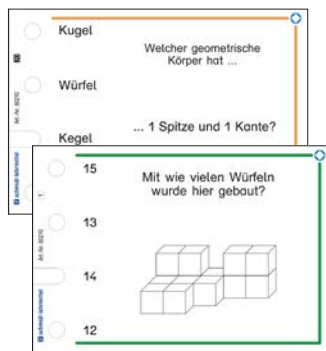 Kugel
Welcher geometrische
Körper hat ...
Würfel
... 1 Spitze und 1 Kante?
Kegel
15
Mit wie vielen Würfeln
wurde hier gebaut?
13
14
12